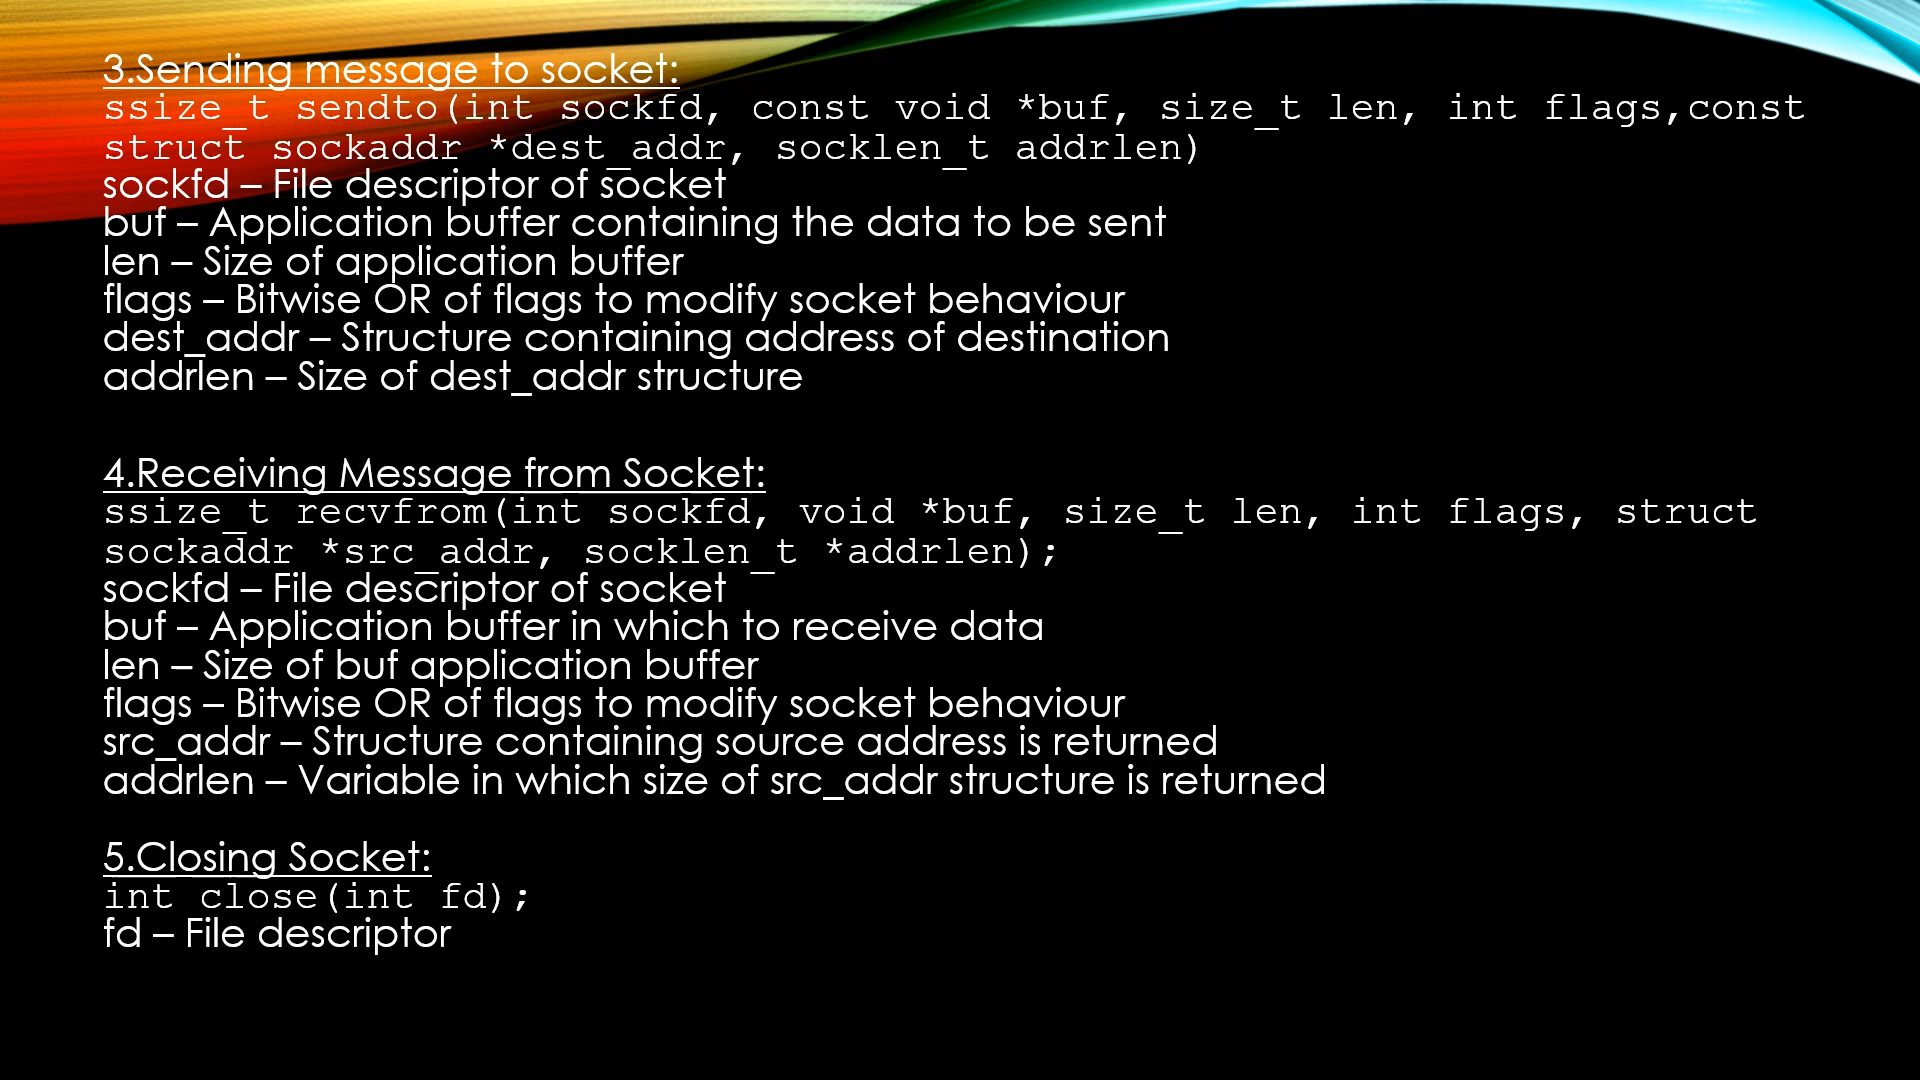 3.Sending message to socket:
ssize_t sendto(int sockfd, const void *buf, size_t len, int flags,const
struct sockaddr *dest_addr, socklen_t addrlen)
sockfd – File descriptor of socket
buf – Application buffer containing the data to be sent
len – Size of application buffer
flags – Bitwise OR of flags to modify socket behaviour
dest_addr – Structure containing address of destination
addrlen – Size of dest_addr structure
4.Receiving Message from Socket:
ssize_t recvfrom(int sockfd, void *buf, size_t len, int flags, struct
sockaddr *src_addr, socklen_t *addrlen);
sockfd – File descriptor of socket
buf – Application buffer in which to receive data
len – Size of buf application buffer
flags – Bitwise OR of flags to modify socket behaviour
src_addr – Structure containing source address is returned
addrlen – Variable in which size of src_addr structure is returned
5.Closing Socket:
int close(int fd);
fd – File descriptor